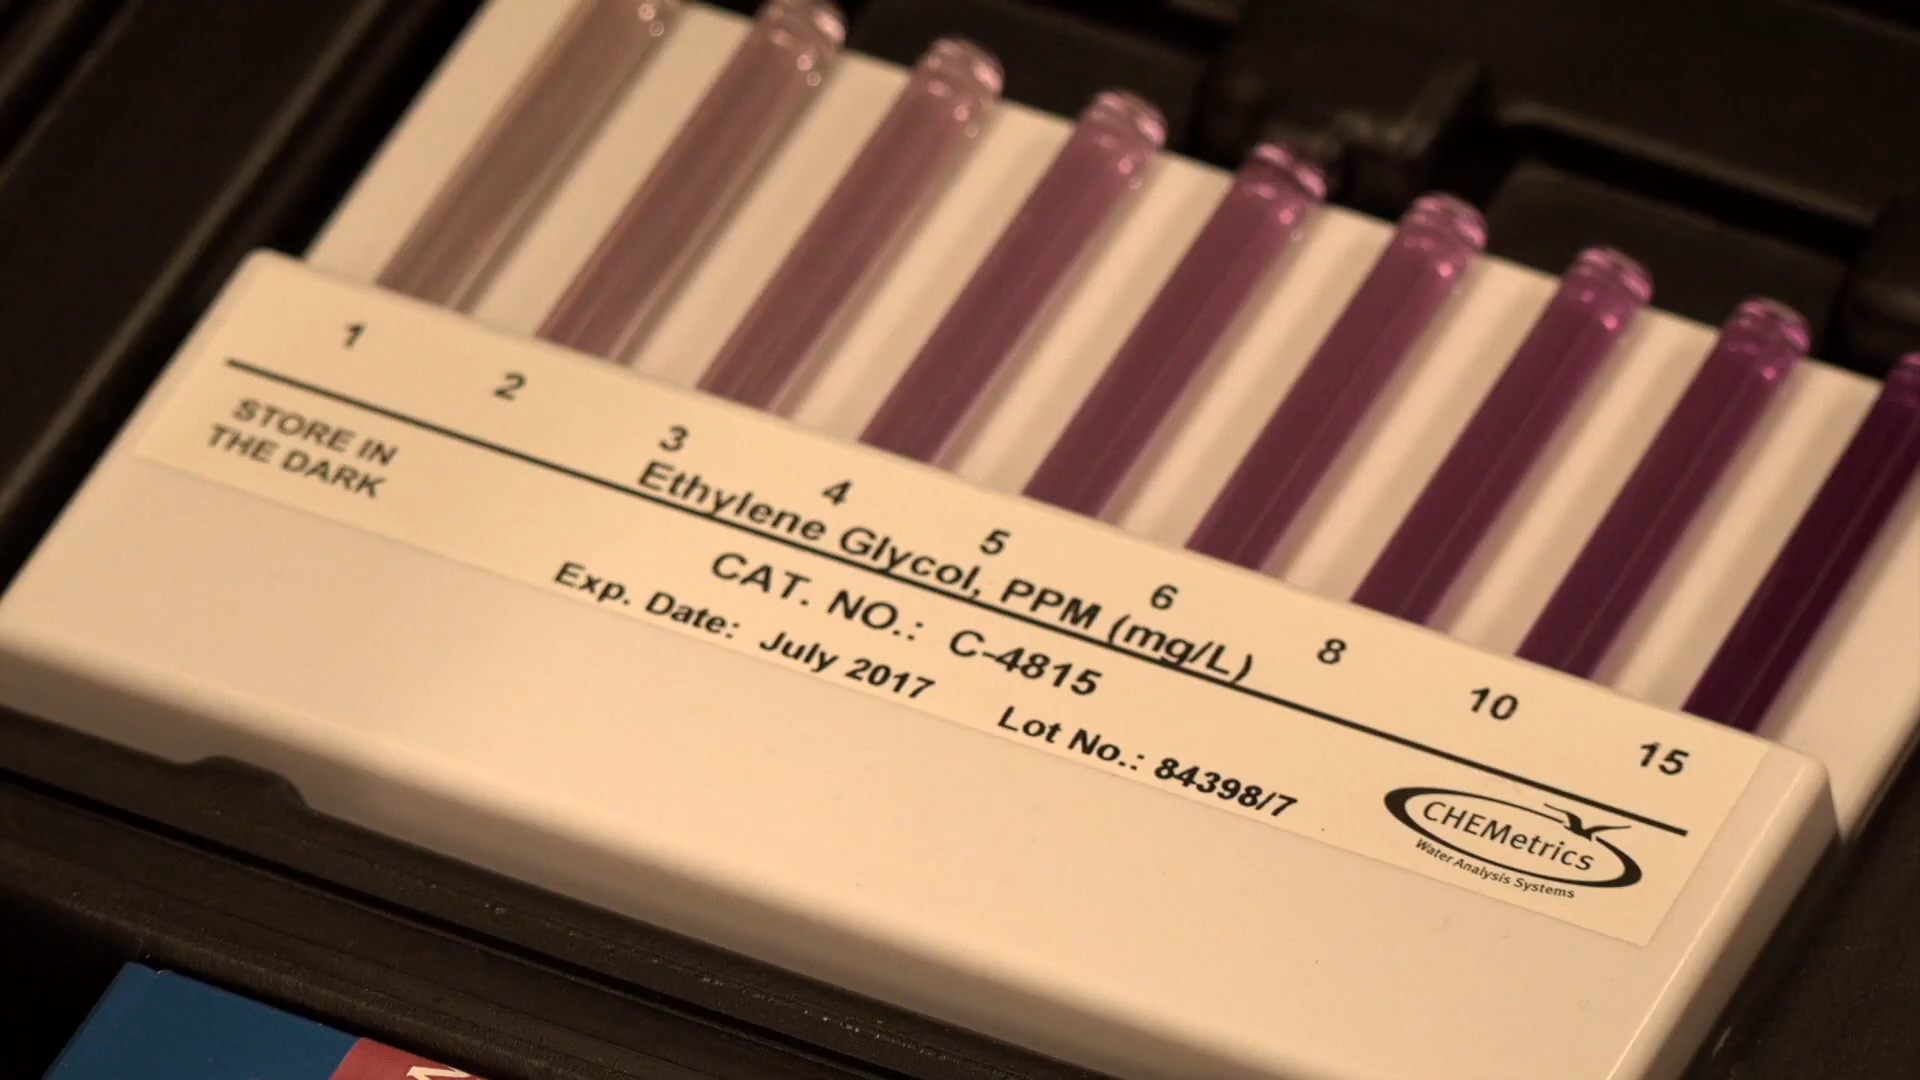 1 2 3 4 5 6 8 10 15
Ethylene Glycol, PPM (mg/L)
STORE IN
THE DARK
CAT. NO.: C-4815
Exp. Date: July 2017 Lot No.: 84398/7
CHEMetrics
Water Analysis Systems